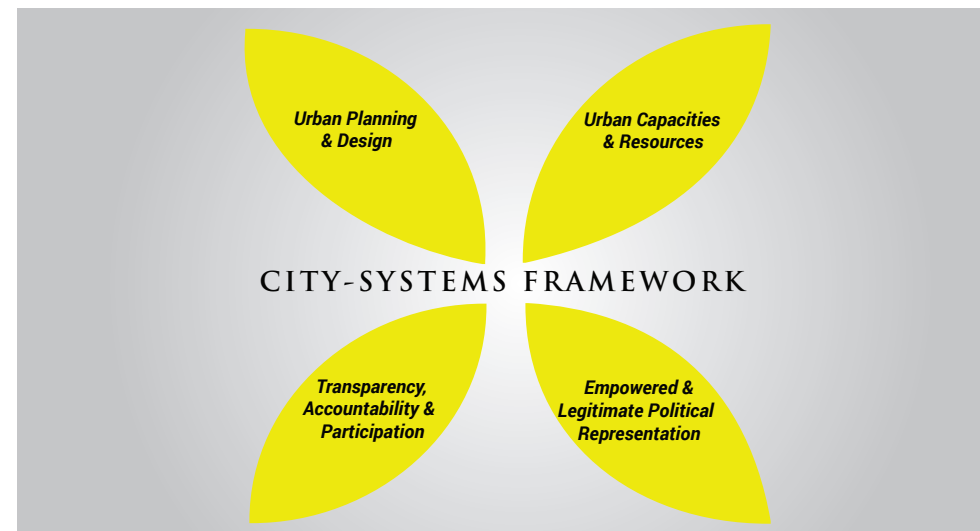 Urban Planning
& Design
Urban Capacities
& Resources
CITY-SYSTEMS FRAMEWORK
Transparency,
Accountability &
Participation
Empowered &
Legitimate Political
Representation